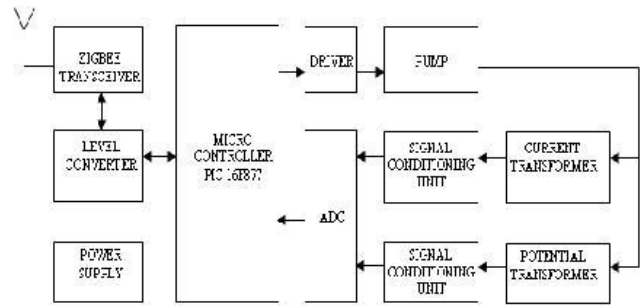 ZIGBEE
TRANSCIVER
DRIVER
PUMP
LEVEL
CONVERTER
MICRO
CONTROLLER
PIC 16F877
ADC
SIGNAL
CONDITIONING
UNIT
CURRENT
TRANSFORMER
POWER
SUPPLY
SIGNAL
CONDITIONING
UNIT
POTENTIAL
TRANSFORMER